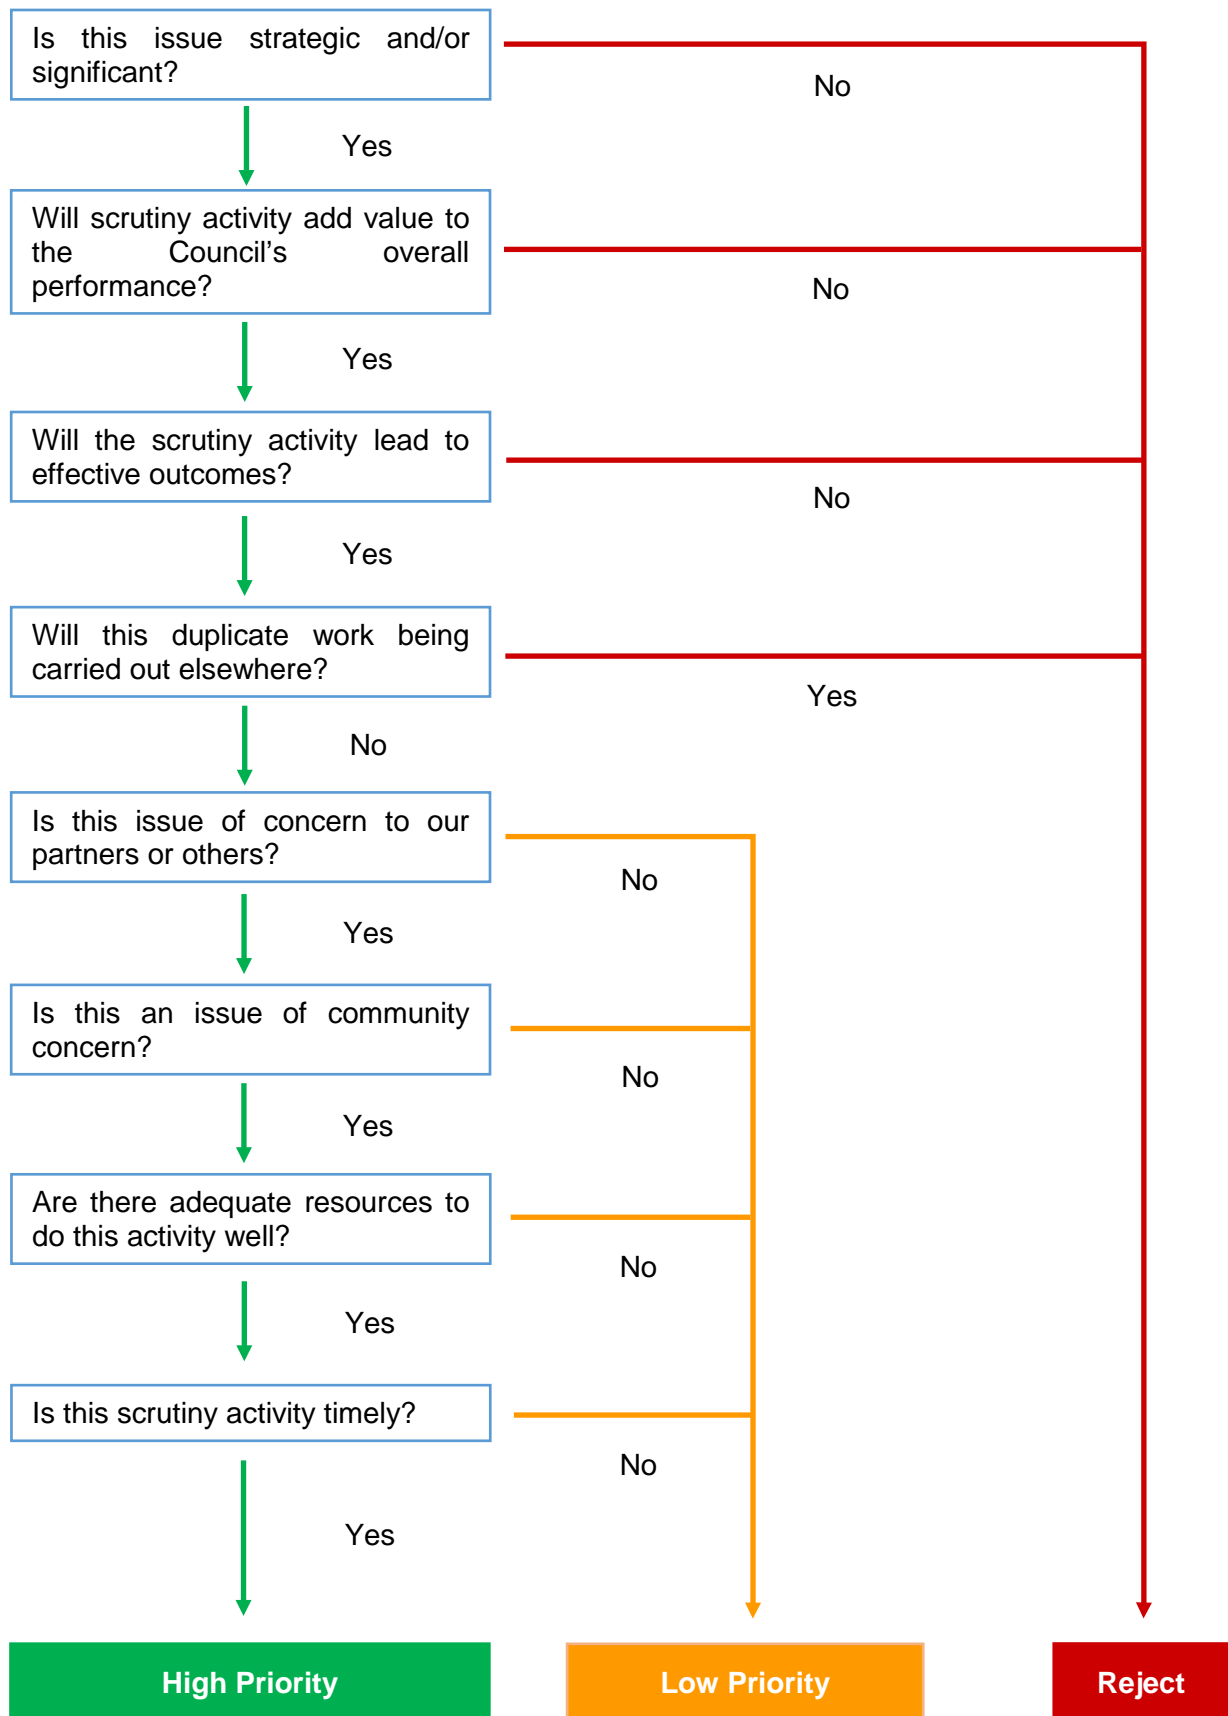 Is this issue strategic and/or
significant?
No
Yes
Will scrutiny activity add value to
the Council’s overall
performance?
No
Yes
Will the scrutiny activity lead to
effective outcomes?
No
Yes
Will this duplicate work being
carried out elsewhere?
Yes
No
Is this issue of concern to our
partners or others?
No
Yes
Is this an issue of community
concern?
No
Yes
Are there adequate resources to
do this activity well?
No
Yes
Is this scrutiny activity timely?
No
Yes
High Priority
Low Priority
Reject